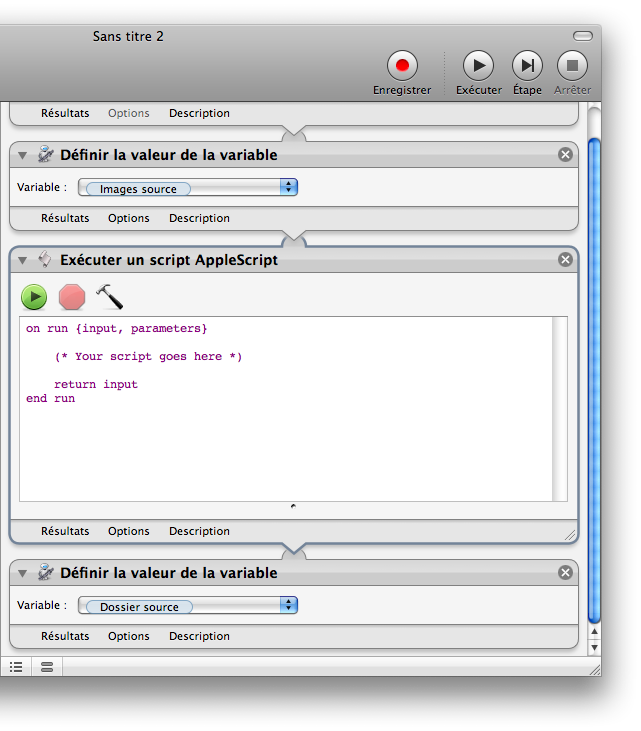 Sans titre 2
Enregistrer Exécuter Étape Arrêter
Résultats Options Description
Définir la valeur de la variable
Variable : Images source
Résultats Options Description
Exécuter un script AppleScript
on run {input, parameters}
(* Your script goes here *)
return input
end run
Résultats Options Description
Définir la valeur de la variable
Variable : Dossier source
Résultats Options Description